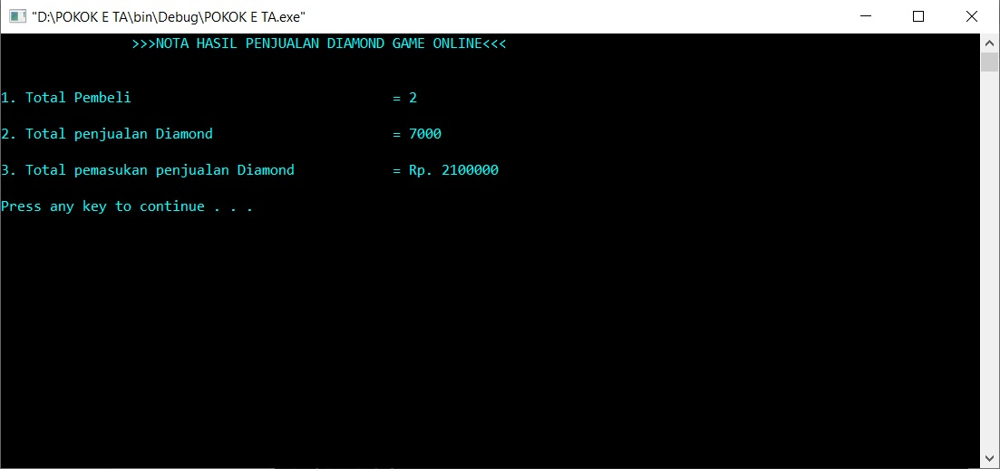 "D:\POKOK E TA\bin\Debug\POKOK E TA.exe"
>>>NOTA HASIL PENJUALAN DIAMOND GAME ONLINE<<<
1. Total Pembeli = 2
2. Total penjualan Diamond = 7000
3. Total pemasukan penjualan Diamond = Rp. 2100000
Press any key to continue . . .